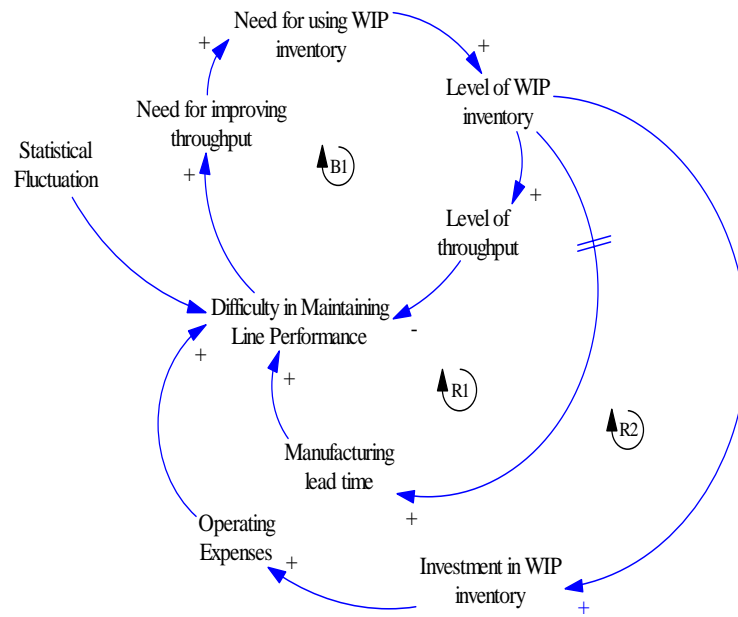 Need for using WIP
inventory
+
+
Level of WIP
inventory
Need for improving
throughput
Statistical
Fluctuation
B1
+
+
Level of
throughput
Difficulty in Maintaining
Line Performance
-
+
+
R1
R2
Manufacturing
lead time
+
Operating
Expenses
+
Investment in WIP
inventory
+